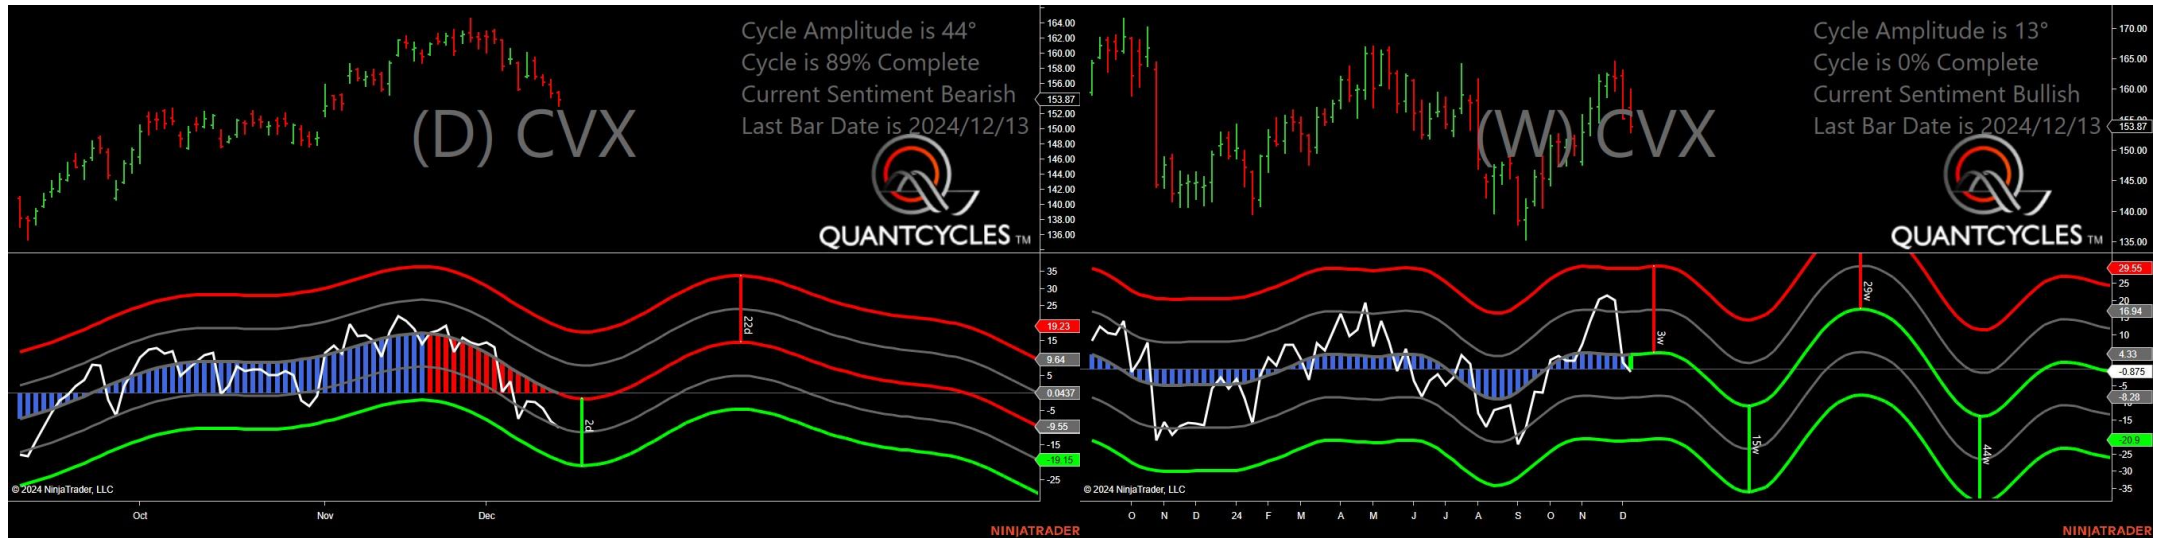 Cycle Amplitude is 44°
Cycle is 89% Complete
Current Sentiment Bearish
Last Bar Date is 2024/12/13
(D) CVX
QUANTCYCLES TM
164.00
162.00
160.00
158.00
156.00
153.87
152.00
150.00
148.00
146.00
144.00
142.00
140.00
138.00
136.00
35
30
25
19.23
15
9.64
5
0.0437
-5
-9.55
-15
-19.15
-25
22d
2d
© 2024 NinjaTrader, LLC
Oct Nov Dec
NINJATRADER
Cycle Amplitude is 13°
Cycle is 0% Complete
Current Sentiment Bullish
Last Bar Date is 2024/12/13
(W) CVX
QUANTCYCLES TM
170.00
165.00
160.00
153.87
150.00
145.00
140.00
135.00
29.55
25
20
16.94
10
4.33
-0.875
-5
-8.28
-15
-20.9
-25
-30
-35
3w
15w
29w
44w
© 2024 NinjaTrader, LLC
O N D 24 F M A M J J A S O N D
NINJATRADER